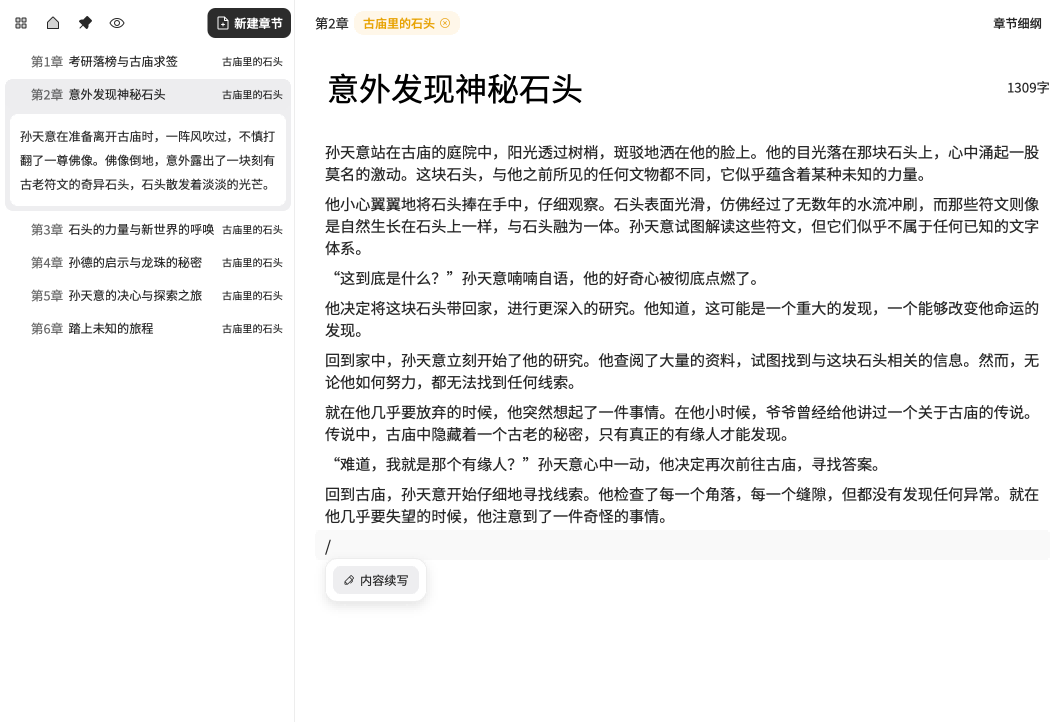 新建章节
第1章 考研落榜与古庙求签 古庙里的石头
第2章 意外发现神秘石头 古庙里的石头
孙天意在准备离开古庙时，一阵风吹过，不慎打
翻了一尊佛像。佛像倒地，意外露出了一块刻有
古老符文的奇异石头，石头散发着淡淡的光芒。
第3章 石头的力量与新世界的呼唤 古庙里的石头
第4章 孙德的启示与龙珠的秘密 古庙里的石头
第5章 孙天意的决心与探索之旅 古庙里的石头
第6章 踏上未知的旅程 古庙里的石头
第2章 古庙里的石头
章节细纲
意外发现神秘石头
1309字
孙天意站在古庙的庭院中，阳光透过树梢，斑驳地洒在他的脸上。他的目光落在那块石头上，心中涌起一股
莫名的激动。这块石头，与他之前所见的任何文物都不同，它似乎蕴含着某种未知的力量。
他小心翼翼地将石头捧在手中，仔细观察。石头表面光滑，仿佛经过了无数年的水流冲刷，而那些符文则像
是自然生长在石头上一样，与石头融为一体。孙天意试图解读这些符文，但它们似乎不属于任何已知的文字
体系。
“这到底是什么？”孙天意喃喃自语，他的好奇心被彻底点燃了。
他决定将这块石头带回家，进行更深入的研究。他知道，这可能是一个重大的发现，一个能够改变他命运的
发现。
回到家中，孙天意立刻开始了他的研究。他查阅了大量的资料，试图找到与这块石头相关的信息。然而，无
论他如何努力，都无法找到任何线索。
就在他几乎要放弃的时候，他突然想起了一件事情。在他小时候，爷爷曾经给他讲过一个关于古庙的传说。
传说中，古庙中隐藏着一个古老的秘密，只有真正的有缘人才能发现。
“难道，我就是那个有缘人？”孙天意心中一动，他决定再次前往古庙，寻找答案。
回到古庙，孙天意开始仔细地寻找线索。他检查了每一个角落，每一个缝隙，但都没有发现任何异常。就在
他几乎要失望的时候，他注意到了一件奇怪的事情。
/
内容续写